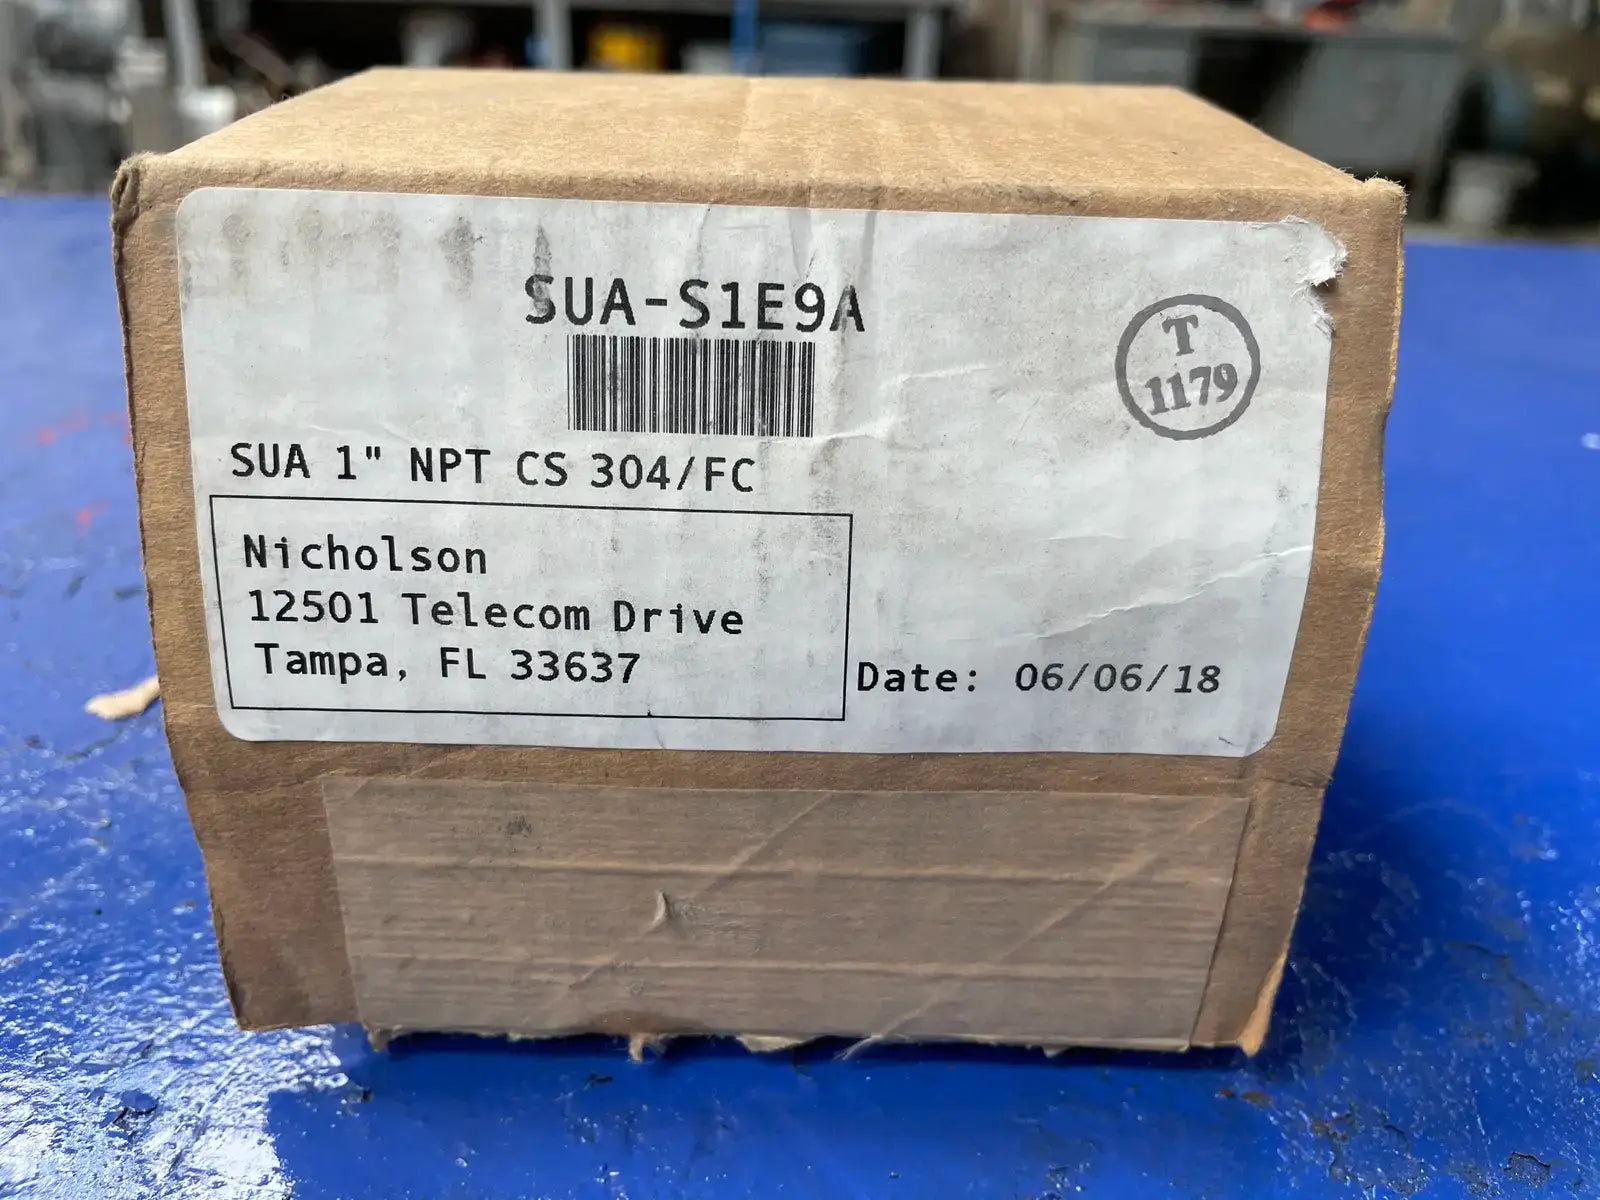 SUA-S1E9A
T
1179
SUA 1" NPT CS 304/FC
Nicholson
12501 Telecom Drive
Tampa, FL 33637
Date: 06/06/18